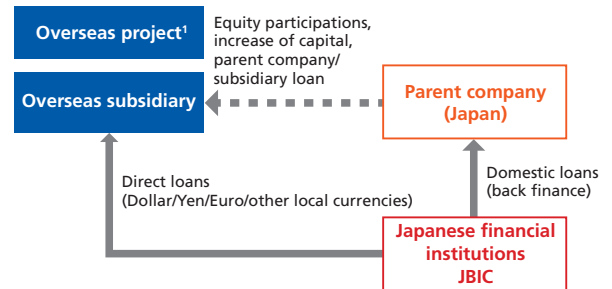 Overseas project¹
Equity participations,
increase of capital,
parent company/
subsidiary loan
Overseas subsidiary
Parent company
(Japan)
Direct loans
(Dollar/Yen/Euro/other local currencies)
Domestic loans
(back finance)
Japanese financial
institutions
JBIC